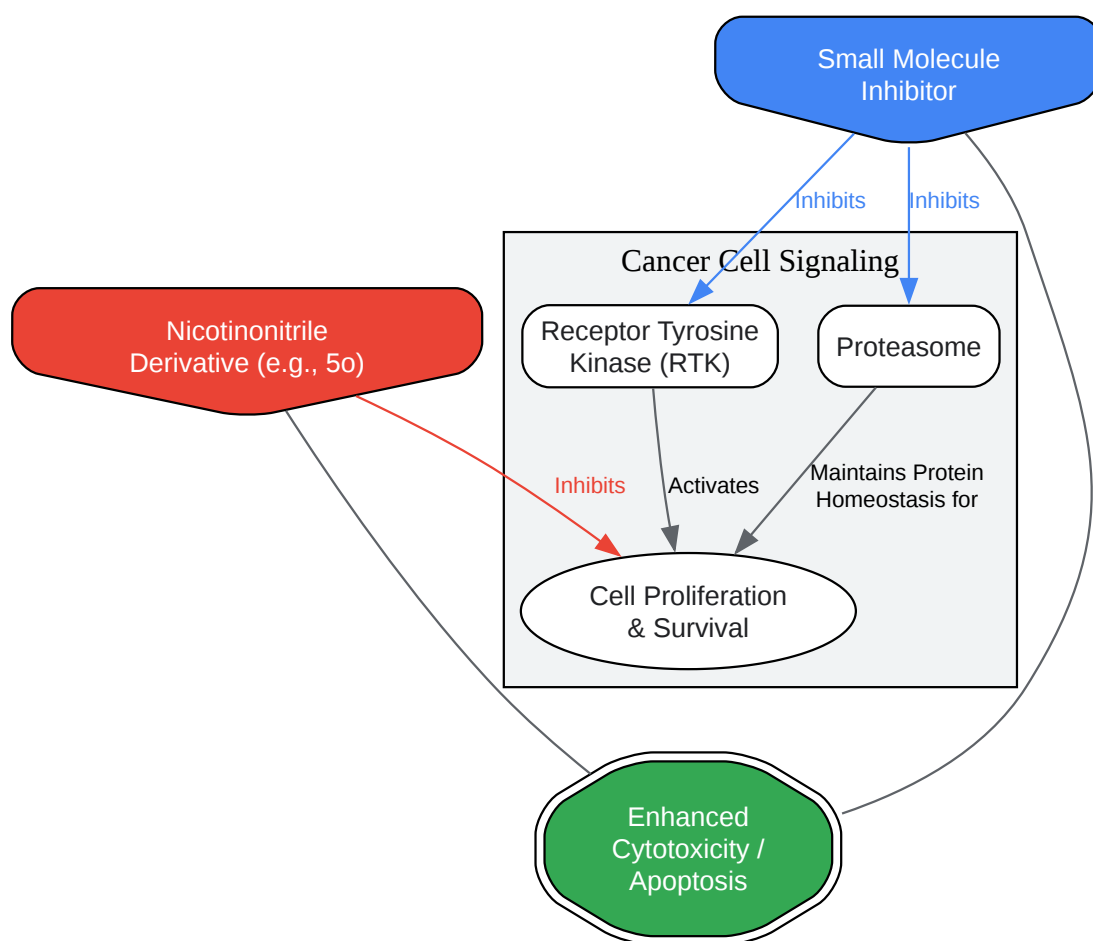 Small Molecule
Inhibitor
Inhibits
Inhibits
Cancer Cell Signaling
Nicotinonitrile
Derivative (e.g., 5o)
Receptor Tyrosine
Kinase (RTK)
Proteasome
Inhibits
Activates
Maintains Protein
Homeostasis for
Cell Proliferation
& Survival
Enhanced
Cytotoxicity /
Apoptosis